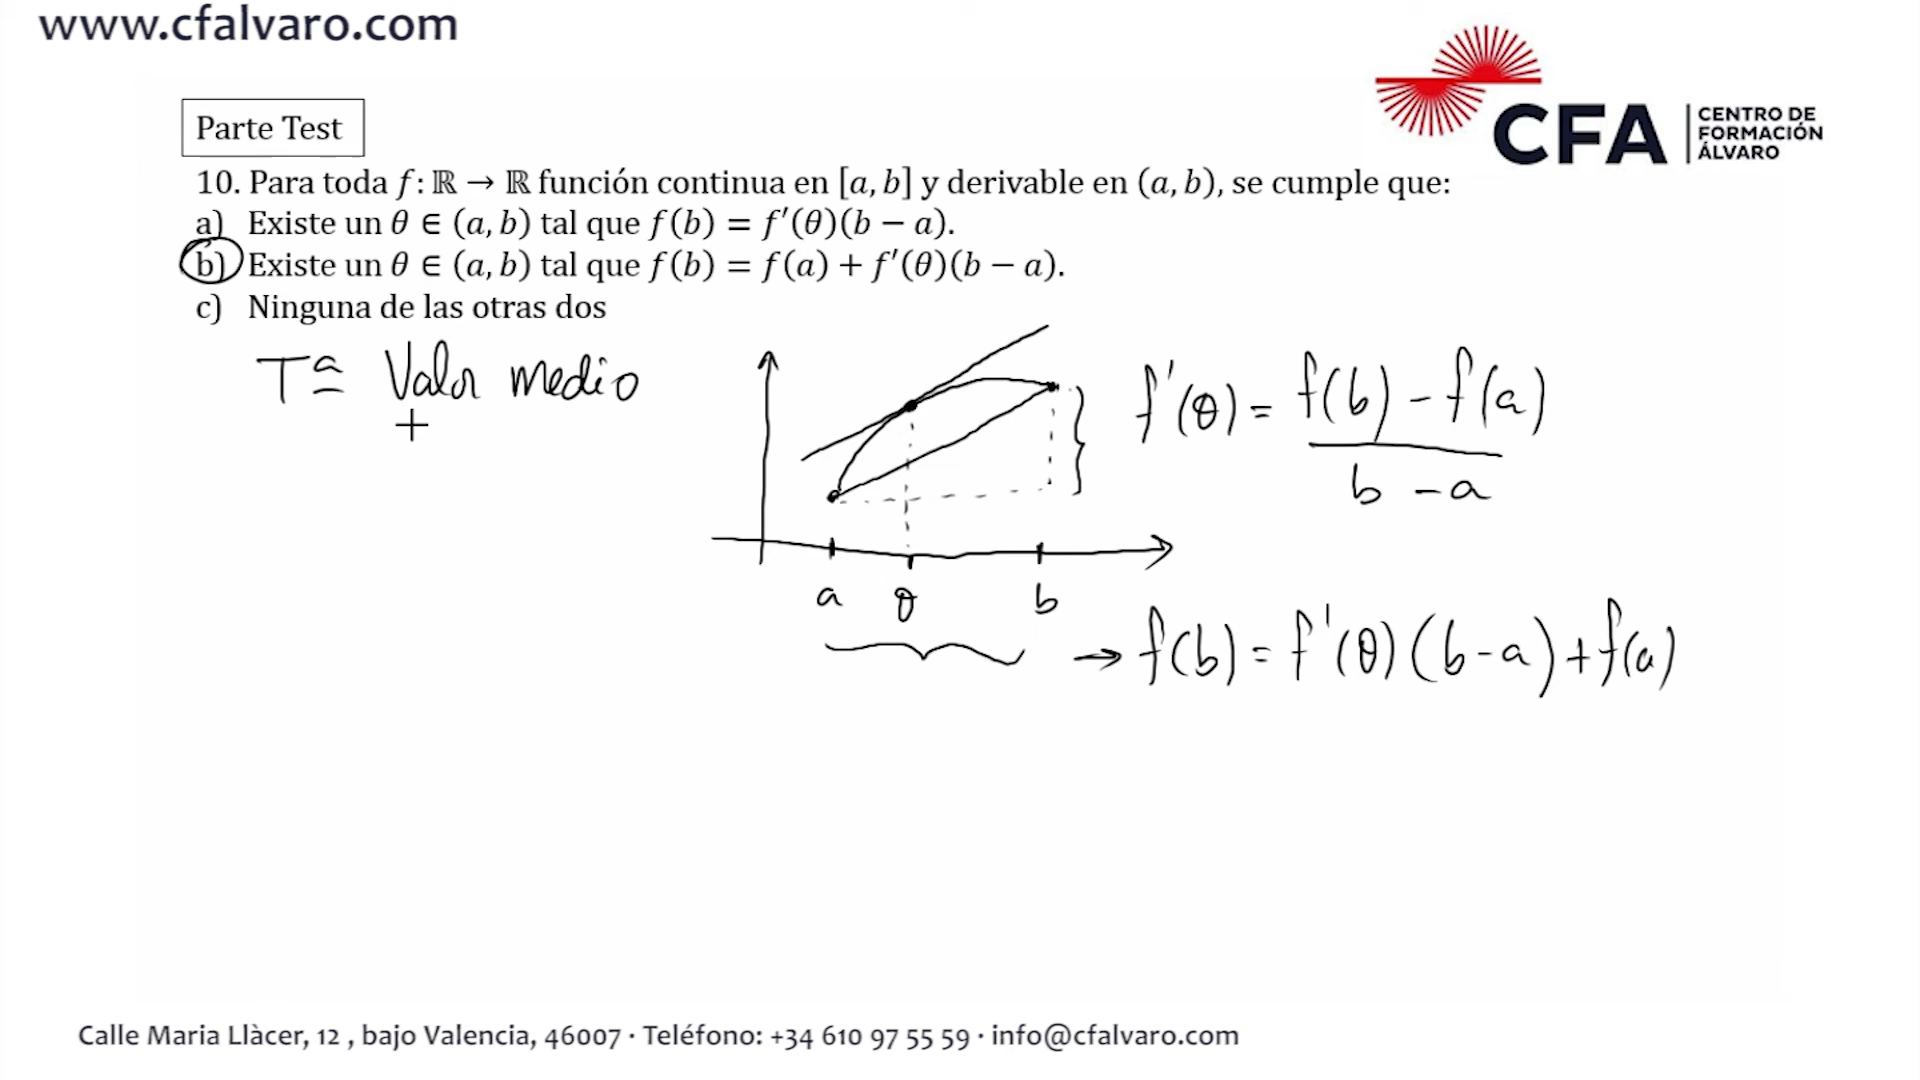 www.cfalvaro.com
CFA CENTRO DE FORMACIÓN ÁLVARO
Parte Test
10. Para toda f: ℝ → ℝ función continua en [a, b] y derivable en (a, b), se cumple que:
a) Existe un θ ∈ (a, b) tal que f(b) = f′(θ)(b − a).
b) Existe un θ ∈ (a, b) tal que f(b) = f(a) + f′(θ)(b − a).
c) Ninguna de las otras dos
Tª Valor medio
+
f'(θ) = f(b) - f(a)
b - a
a θ b
→ f(b) = f'(θ)(b-a)+f(a)
Calle Maria Llàcer, 12 , bajo Valencia, 46007 · Teléfono: +34 610 97 55 59 · info@cfalvaro.com